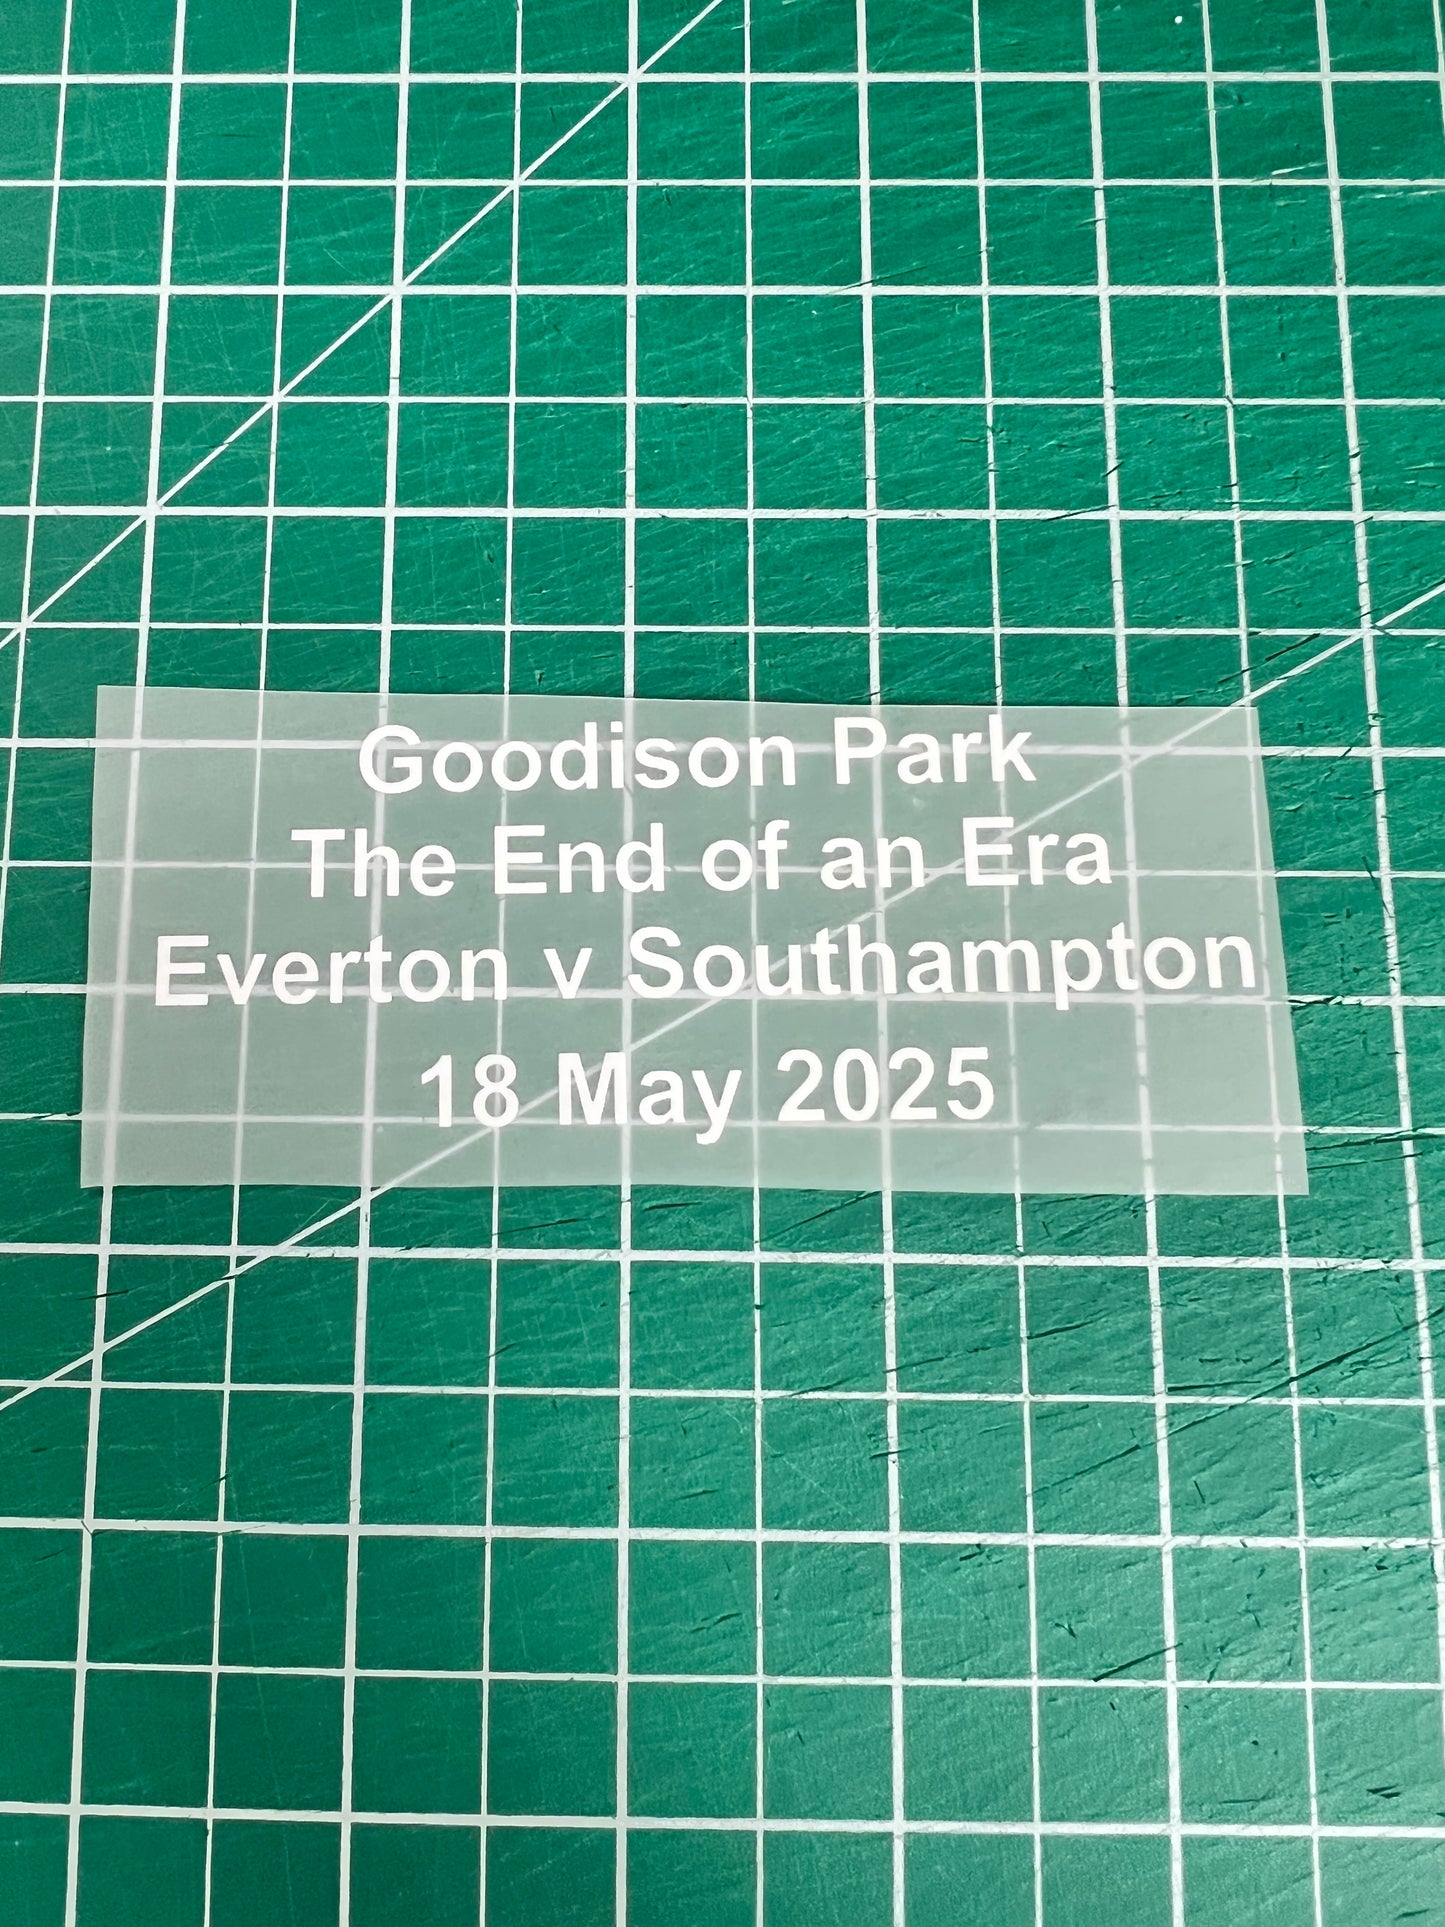 Goodison Park
The End of an Era
Everton v Southampton
18 May 2025